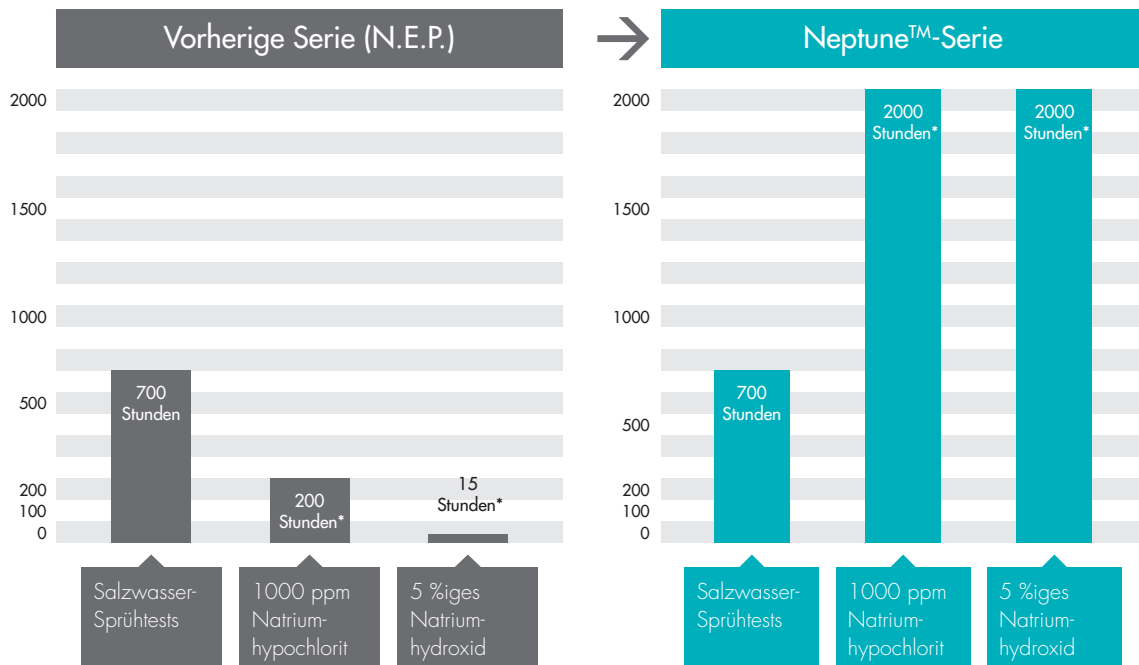 Vorherige Serie (N.E.P.)
2000
1500
1000
500
200
100
0
700
Stunden
200
Stunden*
15
Stunden*
Salzwasser-
Sprühtests
1000 ppm
Natrium-
hypochlorit
5 %iges
Natrium-
hydroxid
Neptune™-Serie
2000
1500
1000
500
200
100
0
700
Stunden
2000
Stunden*
2000
Stunden*
Salzwasser-
Sprühtests
1000 ppm
Natrium-
hypochlorit
5 %iges
Natrium-
hydroxid